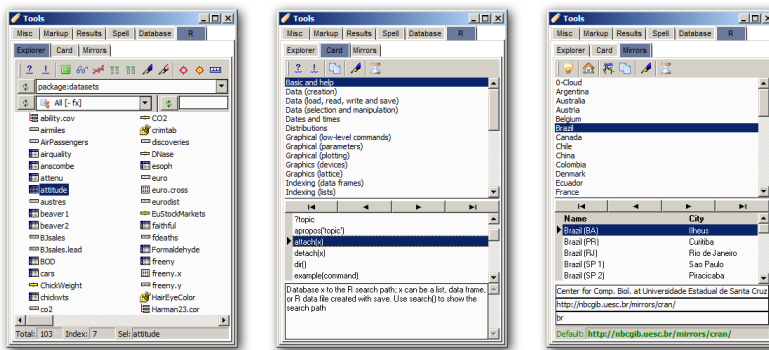 Tools
Misc Markup Results Spell Database R
Explorer Card Mirrors
package:datasets
All [- fx]
ability.cov
airmiles
AirPassengers
airquality
anscombe
attenu
attitude
austres
beaver1
beaver2
BJsales
BJsales.lead
BOD
cars
ChickWeight
chickwts
co2
CO2
crimtab
discoveries
DNase
esoph
euro
euro.cross
eurodist
EuStockMarkets
faithful
fdeaths
Formaldehyde
freeny
freeny.x
freeny.y
HairEyeColor
Harman23.cor
Total: 103 Index: 7 Sel: attitude
Tools
Misc Markup Results Spell Database R
Explorer Card Mirrors
Basic and help
Data (creation)
Data (load, read, write and save)
Data (selection and manipulation)
Dates and times
Distributions
Graphical (low-level commands)
Graphical (parameters)
Graphical (plotting)
Graphics (devices)
Graphics (lattice)
Indexing (data frames)
Indexing (lists)
?topic
apropos('topic')
attach(x)
detach(x)
dir()
example(command)
Database x to the R search path; x can be a list, data frame,
or R data file created with save. Use search() to show the
search path
Tools
Misc Markup Results Spell Database R
Explorer Card Mirrors
0-Cloud
Argentina
Australia
Austria
Belgium
Brazil
Canada
Chile
China
Colombia
Denmark
Ecuador
France
Name City
Brazil (BA) Ilheus
Brazil (PR) Curitiba
Brazil (RJ) Rio de Janeiro
Brazil (SP 1) Sao Paulo
Brazil (SP 2) Piracicaba
Center for Comp. Biol. at Universidade Estadual de Santa Cruz
http://nbcgib.uesc.br/mirrors/cran/
br
Default: http://nbcgib.uesc.br/mirrors/cran/